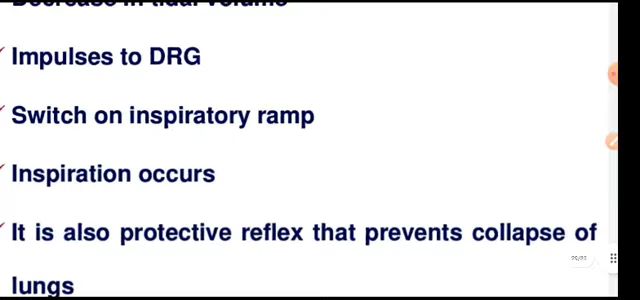 Decrease in tidal volume
Impulses to DRG
Switch on inspiratory ramp
Inspiration occurs
It is also protective reflex that prevents collapse of
lungs